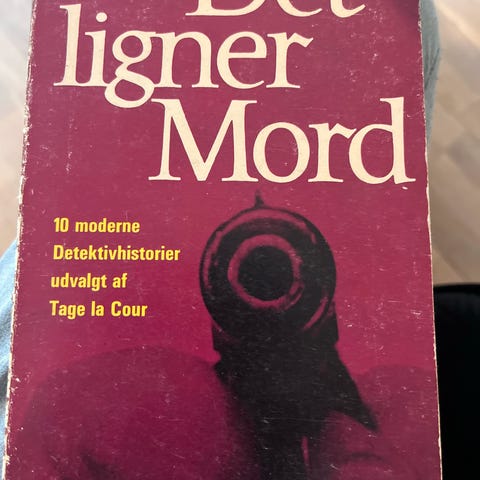 Det
ligner
Mord
10 moderne
Detektivhistorier
udvalgt af
Tage la Cour